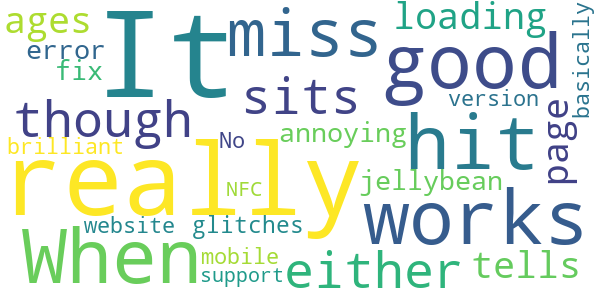 ages It miss loading
error good basically
fix sits version
though No annoying hit page
brilliant really NFC jellybean works
When website glitches
mobile either tells
support